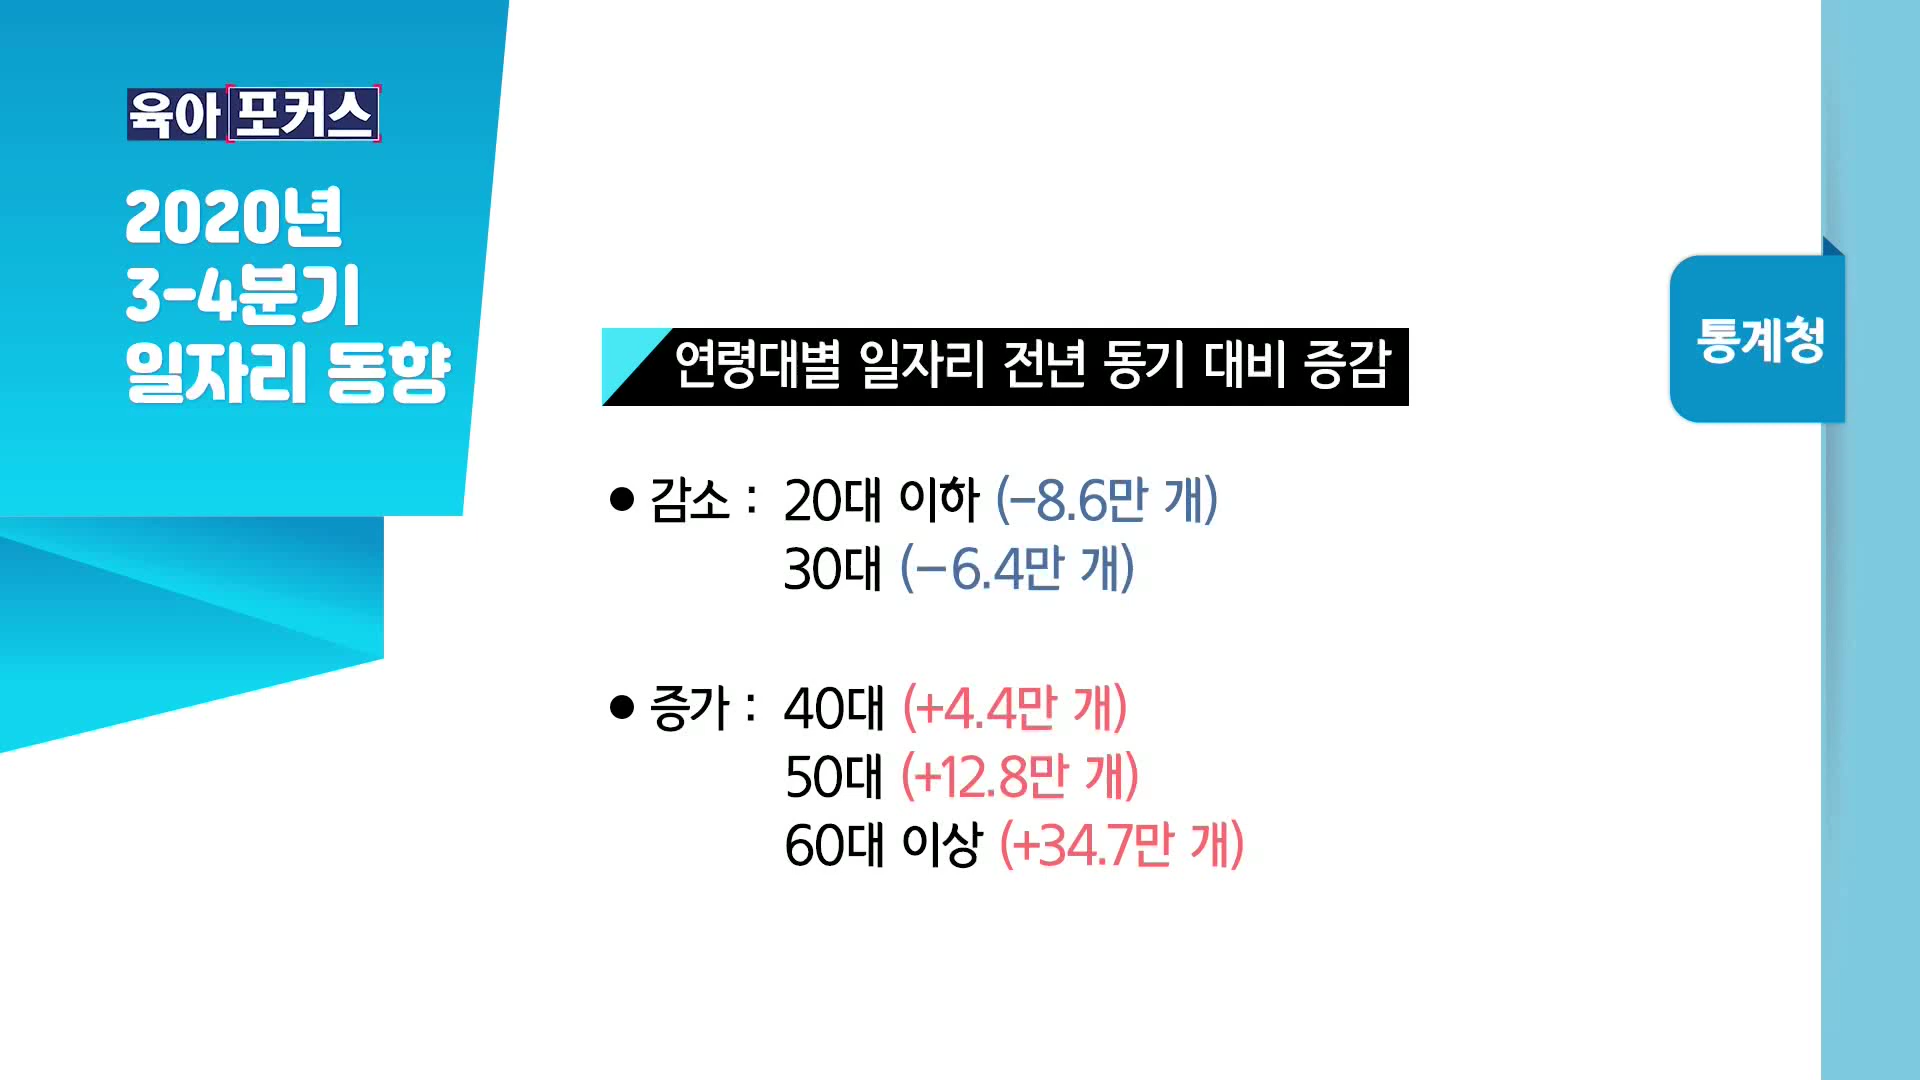 육아포커스
2020년
3-4분기
일자리 동향
통계청
연령대별 일자리 전년 동기 대비 증감
● 감소 : 20대 이하 (-8.6만 개)
30대 (-6.4만 개)
● 증가 : 40대 (+4.4만 개)
50대 (+12.8만 개)
60대 이상 (+34.7만 개)